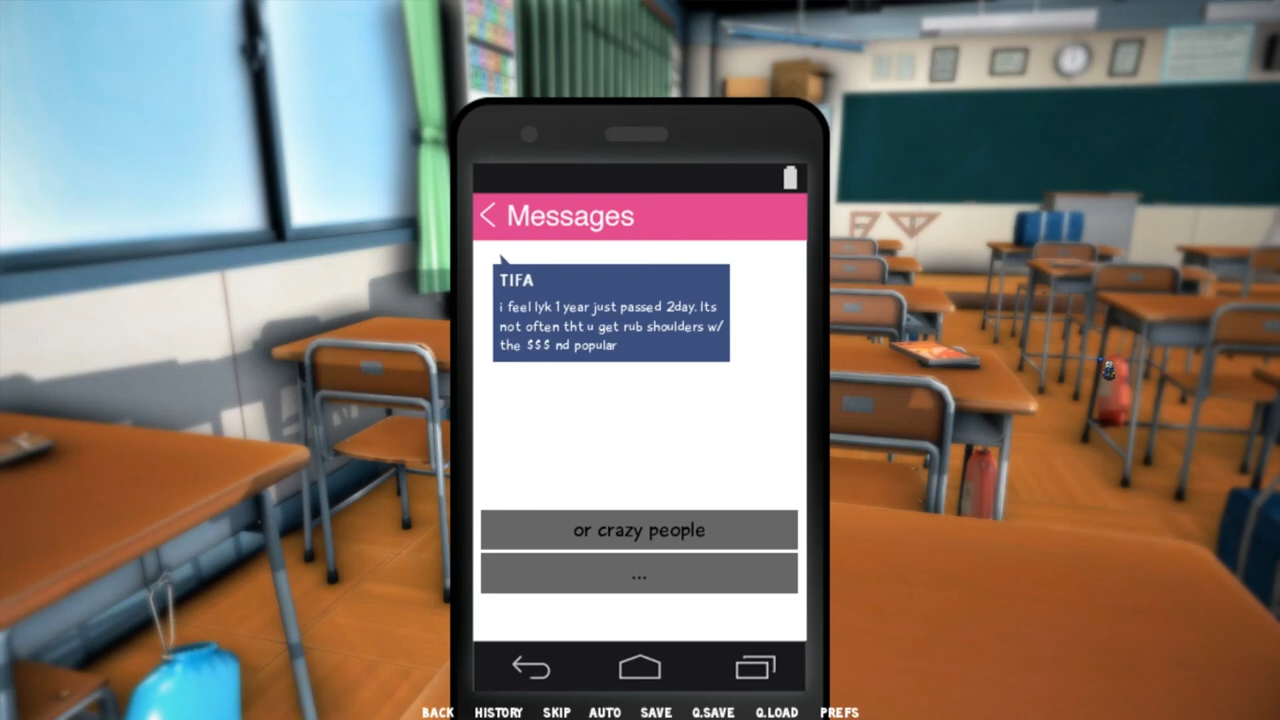 Messages
TIFA
i feel lyk 1 year just passed 2day. Its
not often tht u get rub shoulders w/
the $$$ nd popular
or crazy people
...
BACK HISTORY SKIP AUTO SAVE Q.SAVE Q.LOAD PREFS